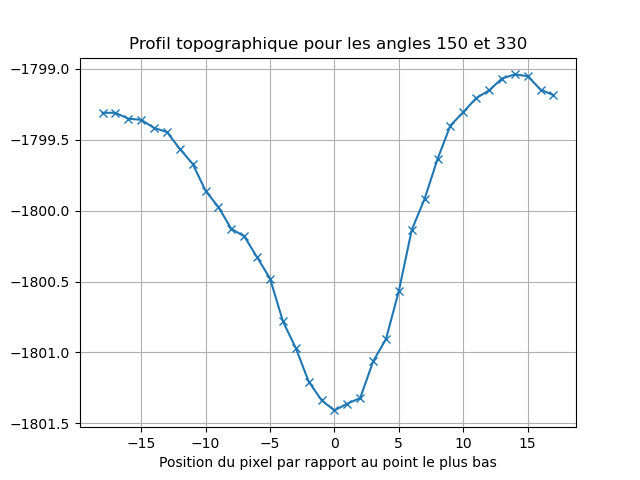 Profil topographique pour les angles 150 et 330
−1799.0
−1799.5
−1800.0
−1800.5
−1801.0
−1801.5
−15 −10 −5 0 5 10 15
Position du pixel par rapport au point le plus bas